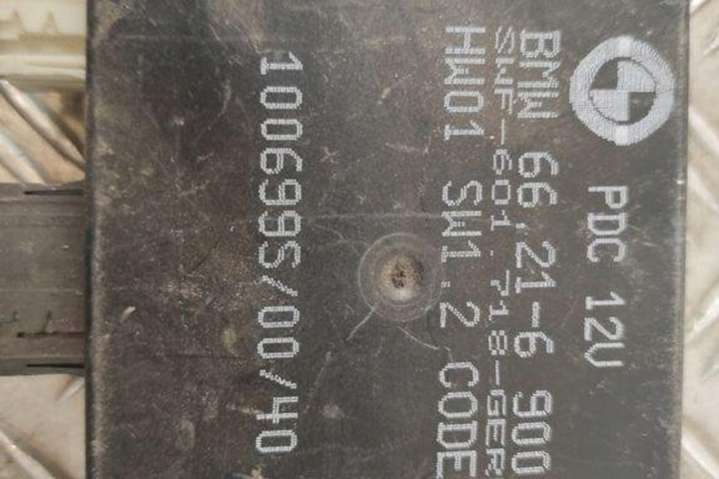 PDC 12V
BMW 66.21-6 900
SWF-601.718-GER
HW01 SW1.2 CODE
1006995/00/40